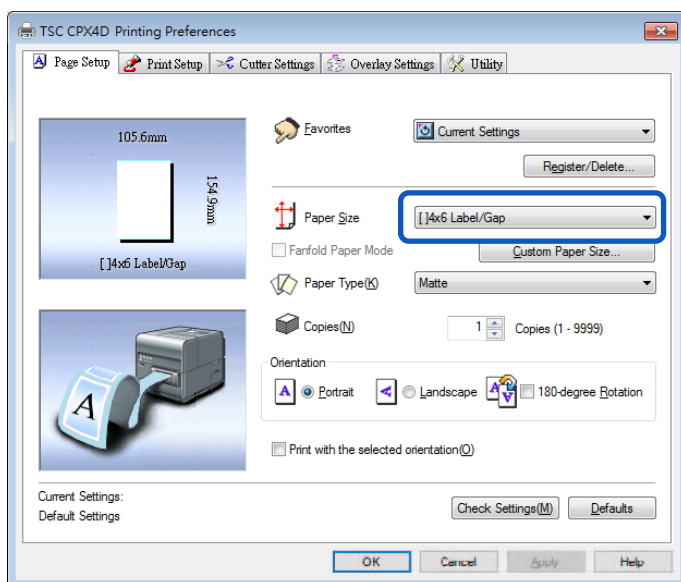 TSC CPX4D Printing Preferences
Page Setup
Print Setup
Cutter Settings
Overlay Settings
Utility
105.6mm
154.9mm
[ ]4x6 Label/Gap
Favorites
Current Settings
Register/Delete...
Paper Size
[ ]4x6 Label/Gap
Fanfold Paper Mode
Custom Paper Size...
Paper Type(K)
Matte
Copies(N)
1
Copies (1 - 9999)
Orientation
A
Portrait
A
Landscape
A
A
180-degree Rotation
Print with the selected orientation(O)
A
Current Settings:
Default Settings
Check Settings(M)
Defaults
OK
Cancel
Apply
Help